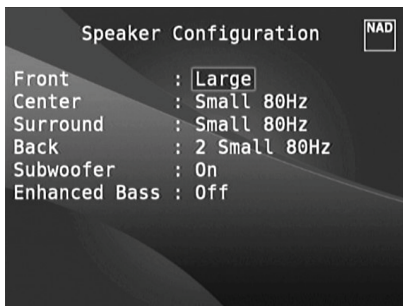 Speaker Configuration
NAD
Front : Large
Center : Small 80Hz
Surround : Small 80Hz
Back : 2 Small 80Hz
Subwoofer : On
Enhanced Bass : Off